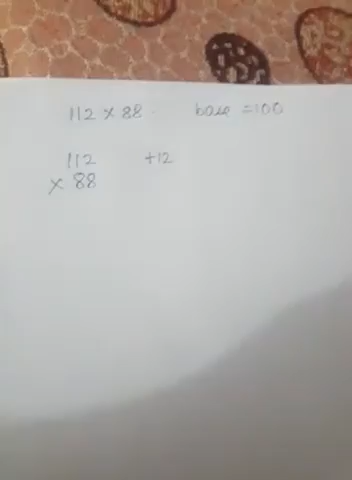 112 × 88 base = 100
112 +12
× 88